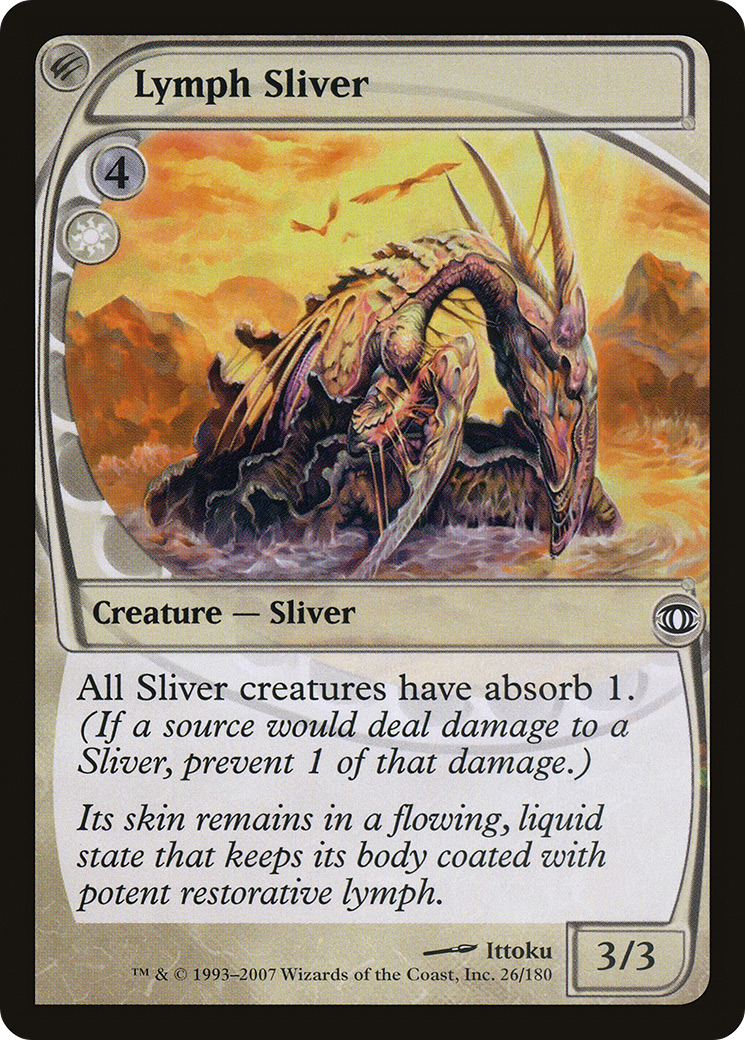 Lymph Sliver
4
Creature — Sliver
All Sliver creatures have absorb 1.
(If a source would deal damage to a
Sliver, prevent 1 of that damage.)
Its skin remains in a flowing, liquid
state that keeps its body coated with
potent restorative lymph.
Ittoku
™ & © 1993–2007 Wizards of the Coast, Inc. 26/180
3/3